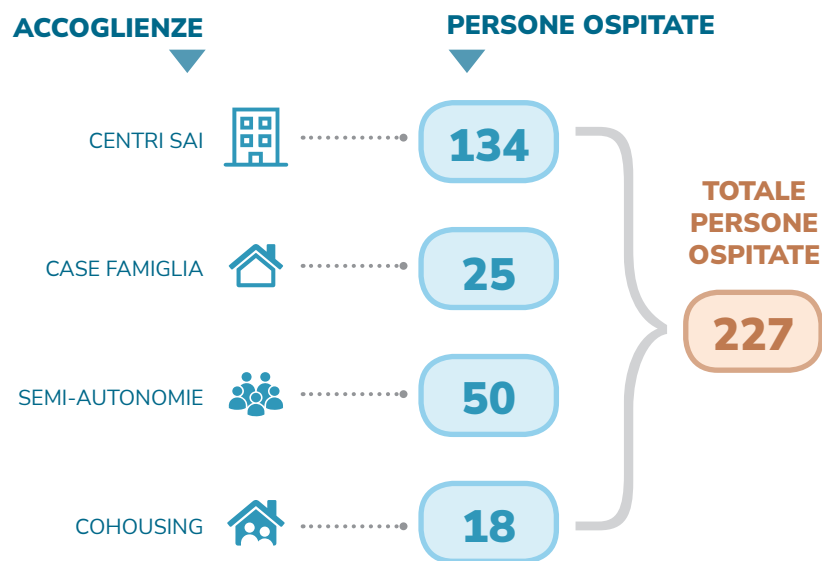 ACCOGLIENZE
PERSONE OSPITATE
CENTRI SAI
134
CASE FAMIGLIA
25
SEMI-AUTONOMIE
50
COHOUSING
18
TOTALE
PERSONE
OSPITATE
227